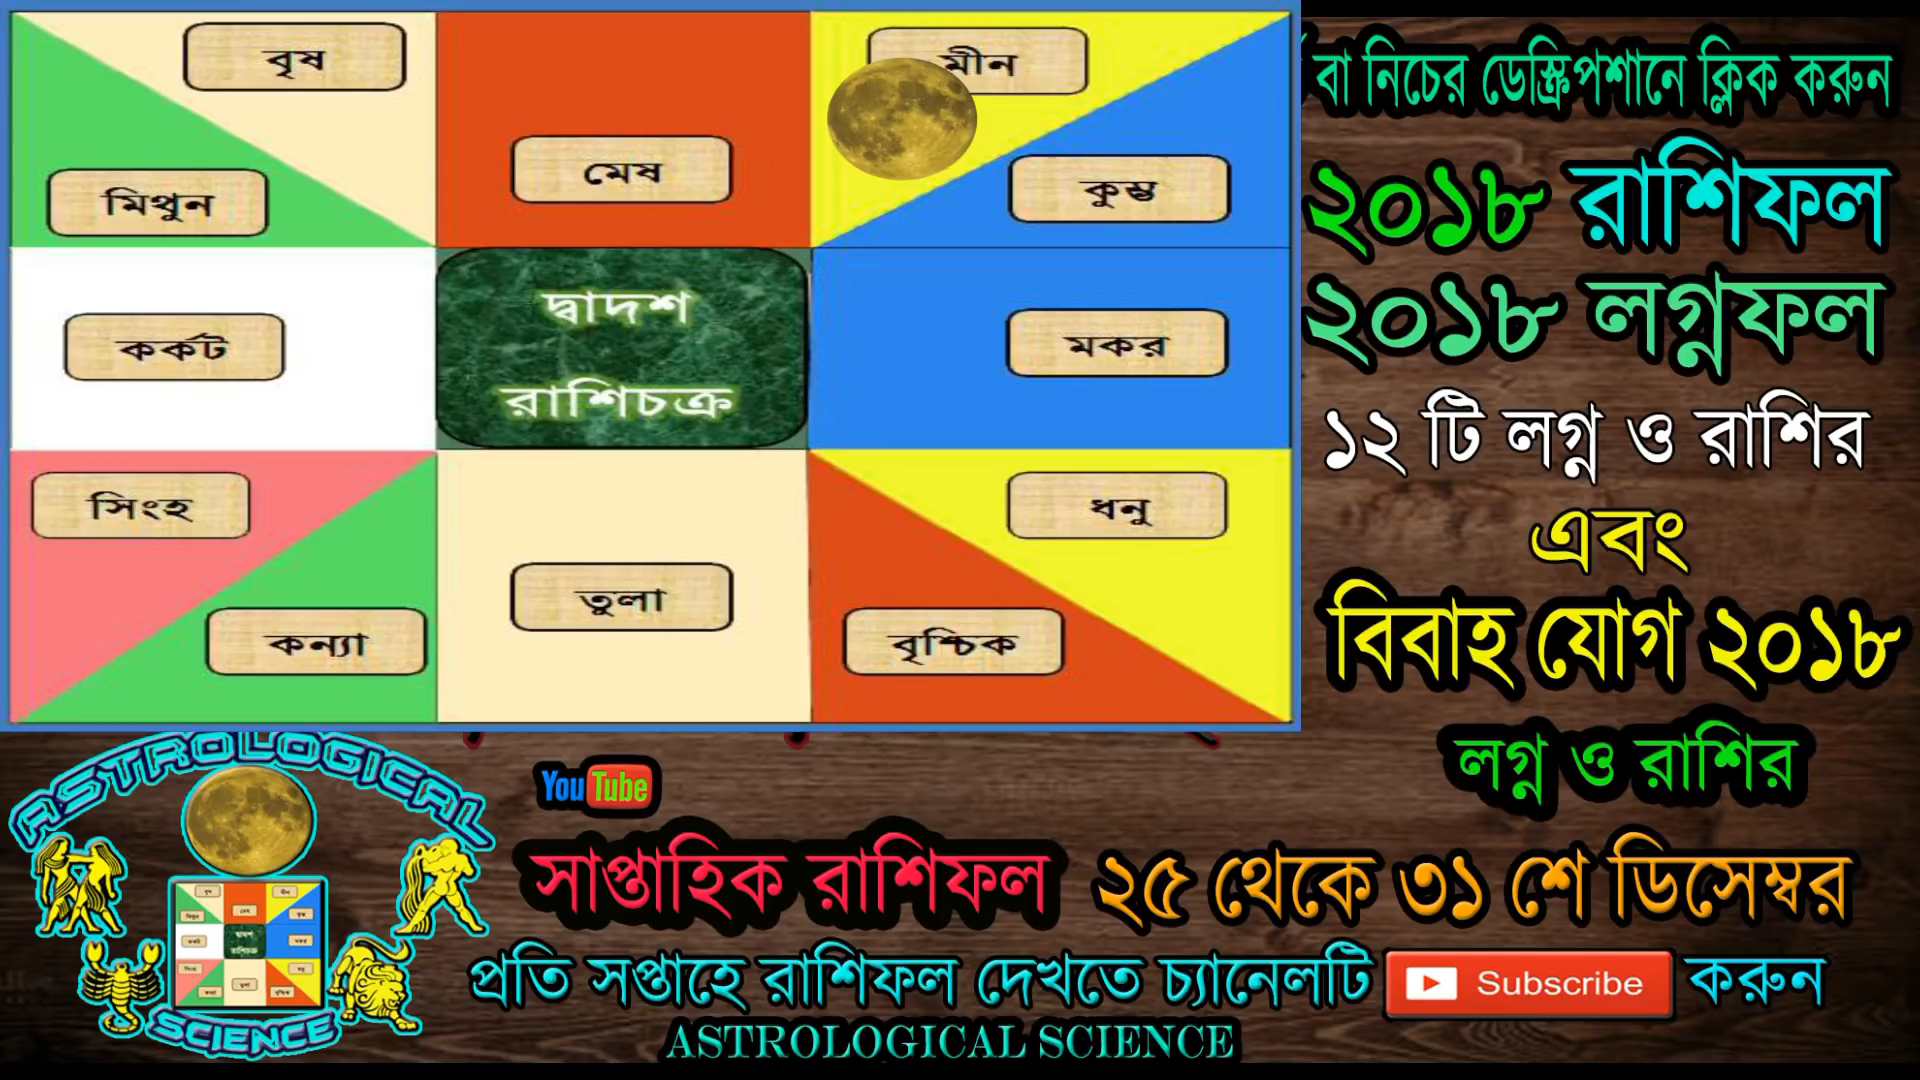 বৃষ
মীন
মেষ
মিথুন
কুম্ভ
দ্বাদশ
রাশিচক্র
কর্কট
মকর
সিংহ
ধনু
তুলা
কন্যা
বৃশ্চিক
বা নিচের ডেস্ক্রিপশানে ক্লিক করুন
২০১৮ রাশিফল
২০১৮ লগ্নফল
১২ টি লগ্ন ও রাশির
এবং
বিবাহ যোগ ২০১৮
লগ্ন ও রাশির
YouTube
সাপ্তাহিক রাশিফল ২৫ থেকে ৩১ শে ডিসেম্বর
প্রতি সপ্তাহে রাশিফল দেখতে চ্যানেলটি Subscribe করুন
ASTROLOGICAL SCIENCE
ASTROLOGICAL
SCIENCE